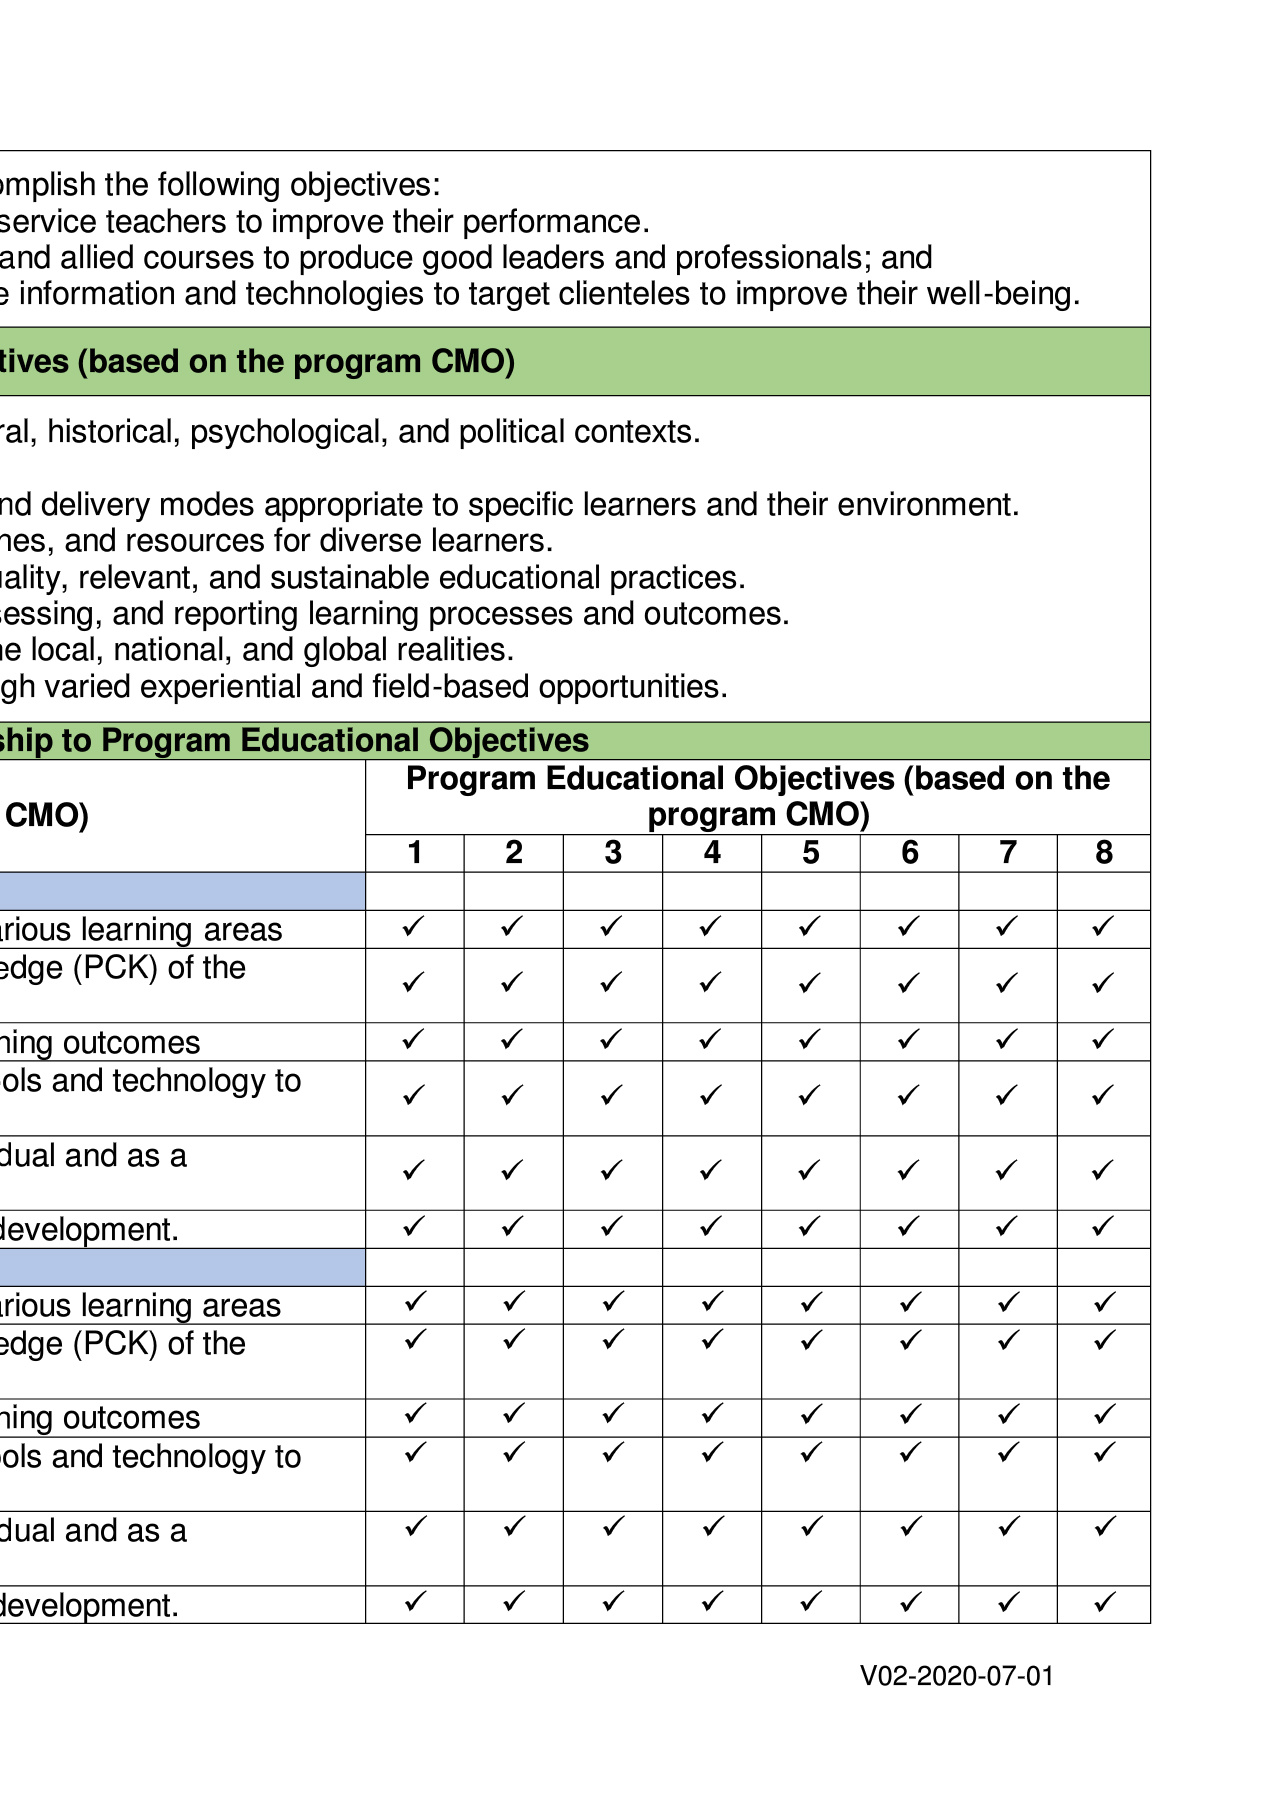 omplish the following objectives:
service teachers to improve their performance.
and allied courses to produce good leaders and professionals; and
e information and technologies to target clienteles to improve their well-being.
tives (based on the program CMO)
ral, historical, psychological, and political contexts.
nd delivery modes appropriate to specific learners and their environment.
hes, and resources for diverse learners.
uality, relevant, and sustainable educational practices.
sessing, and reporting learning processes and outcomes.
he local, national, and global realities.
gh varied experiential and field-based opportunities.
ship to Program Educational Objectives
CMO)
Program Educational Objectives (based on the
program CMO)
1 2 3 4 5 6 7 8
arious learning areas ✓ ✓ ✓ ✓ ✓ ✓ ✓ ✓
edge (PCK) of the ✓ ✓ ✓ ✓ ✓ ✓ ✓ ✓
ning outcomes ✓ ✓ ✓ ✓ ✓ ✓ ✓ ✓
ools and technology to ✓ ✓ ✓ ✓ ✓ ✓ ✓ ✓
dual and as a ✓ ✓ ✓ ✓ ✓ ✓ ✓ ✓
development. ✓ ✓ ✓ ✓ ✓ ✓ ✓ ✓
arious learning areas ✓ ✓ ✓ ✓ ✓ ✓ ✓ ✓
edge (PCK) of the ✓ ✓ ✓ ✓ ✓ ✓ ✓ ✓
ning outcomes ✓ ✓ ✓ ✓ ✓ ✓ ✓ ✓
ools and technology to ✓ ✓ ✓ ✓ ✓ ✓ ✓ ✓
dual and as a ✓ ✓ ✓ ✓ ✓ ✓ ✓ ✓
development. ✓ ✓ ✓ ✓ ✓ ✓ ✓ ✓
V02-2020-07-01